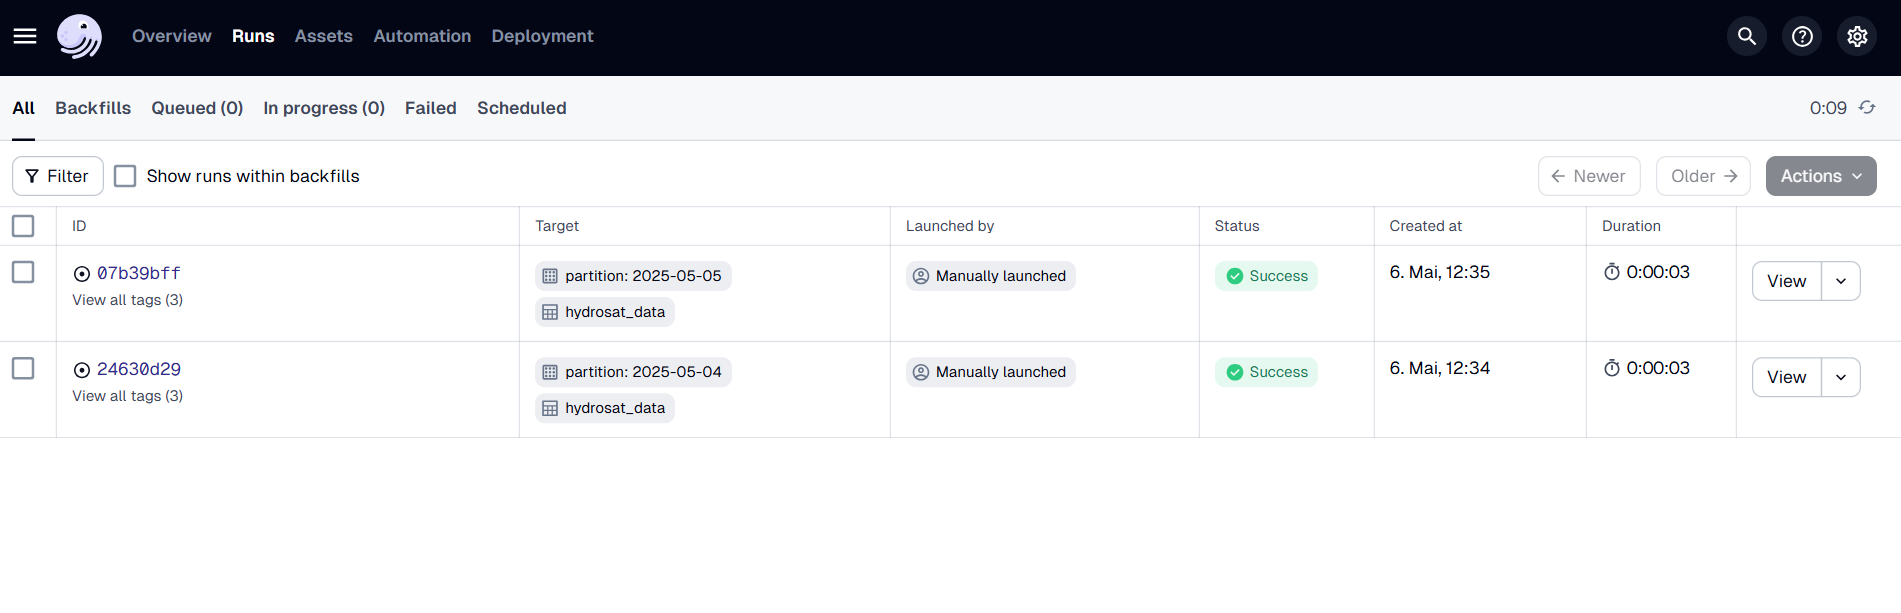 Overview Runs Assets Automation Deployment
All Backfills Queued (0) In progress (0) Failed Scheduled 0:09
Filter Show runs within backfills Newer Older Actions
ID Target Launched by Status Created at Duration
07b39bff partition: 2025-05-05 Manually launched Success 6. Mai, 12:35 0:00:03 View
View all tags (3) hydrosat_data
24630d29 partition: 2025-05-04 Manually launched Success 6. Mai, 12:34 0:00:03 View
View all tags (3) hydrosat_data